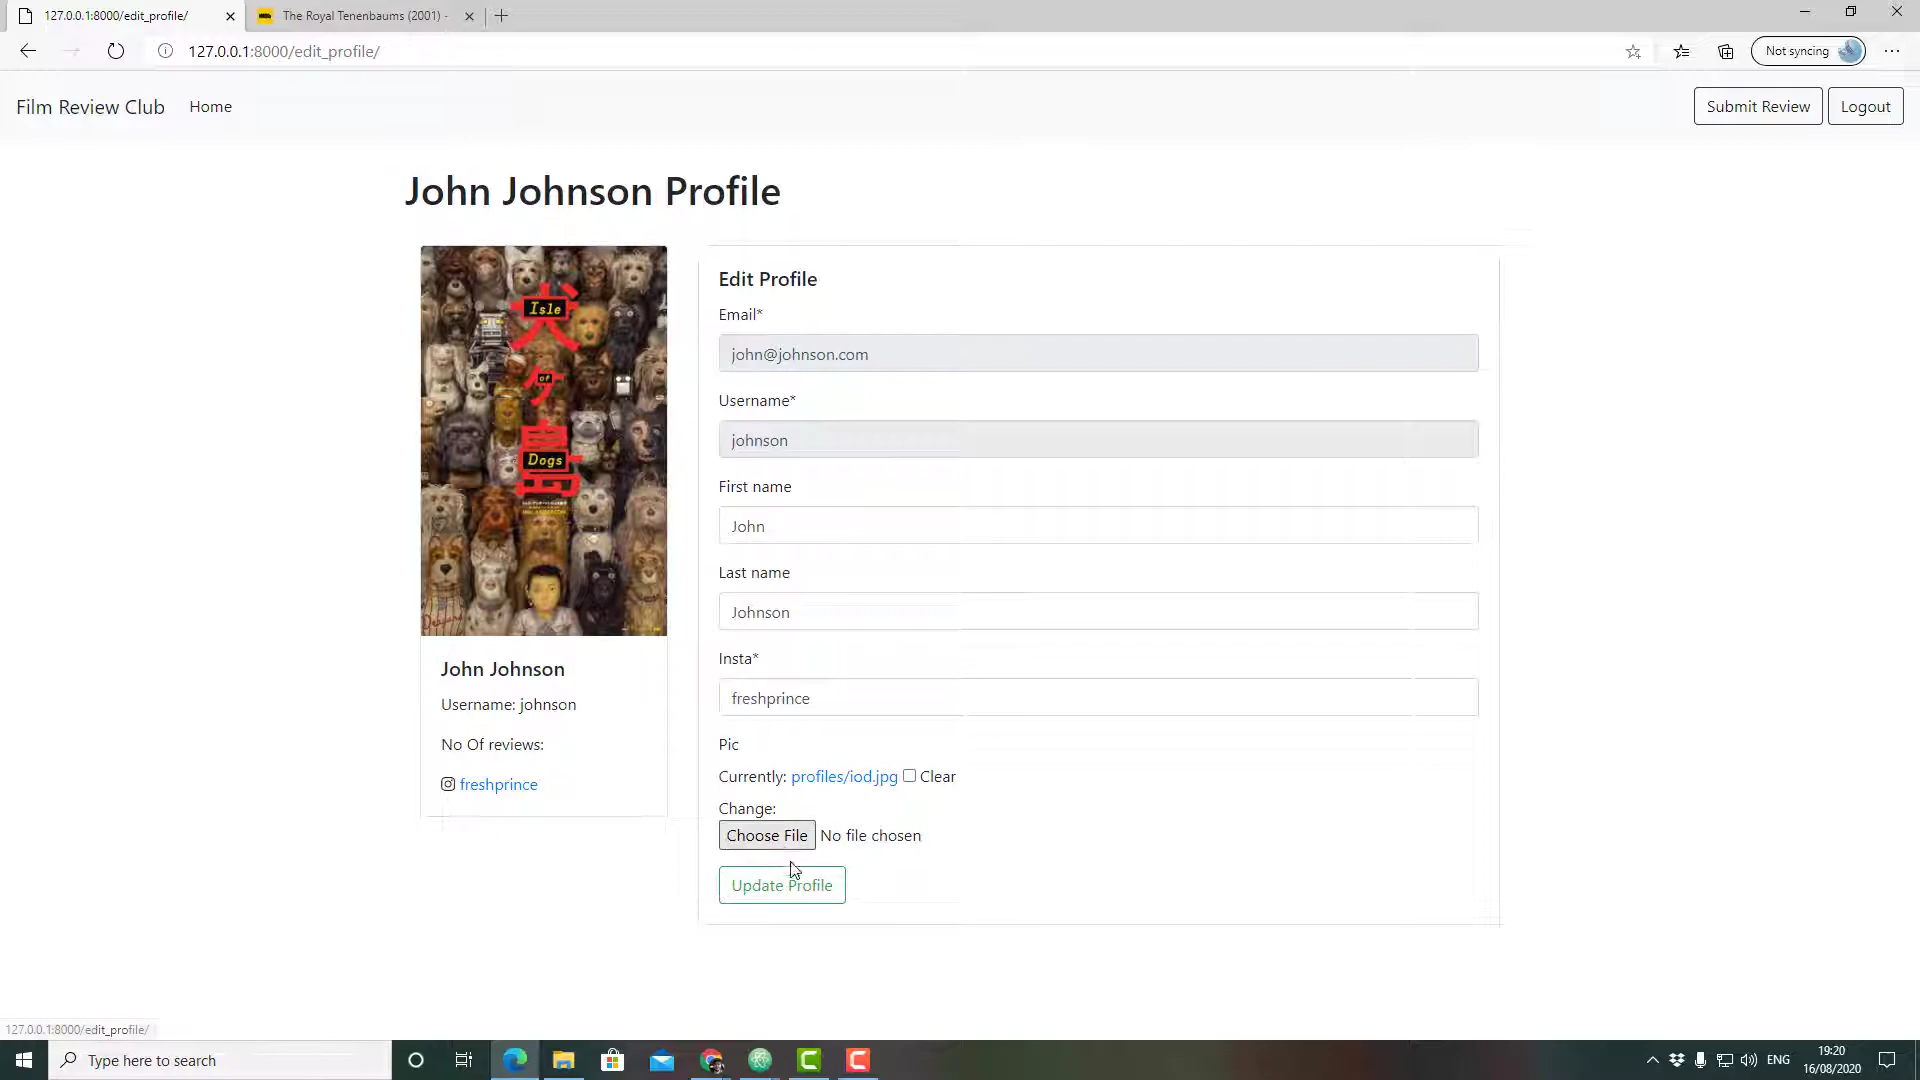 127.0.0.1:8000/edit_profile/
The Royal Tenenbaums (2001) -
127.0.0.1:8000/edit_profile/
Not syncing
Film Review Club
Home
Submit Review
Logout
John Johnson Profile
犬ヶ島
Isle
of
Dogs
John Johnson
Username: johnson
No Of reviews:
freshprince
Edit Profile
Email*
john@johnson.com
Username*
johnson
First name
John
Last name
Johnson
Insta*
freshprince
Pic
Currently: profiles/iod.jpg Clear
Change:
Choose File No file chosen
Update Profile
127.0.0.1:8000/edit_profile/
Type here to search
ENG
19:20
16/08/2020